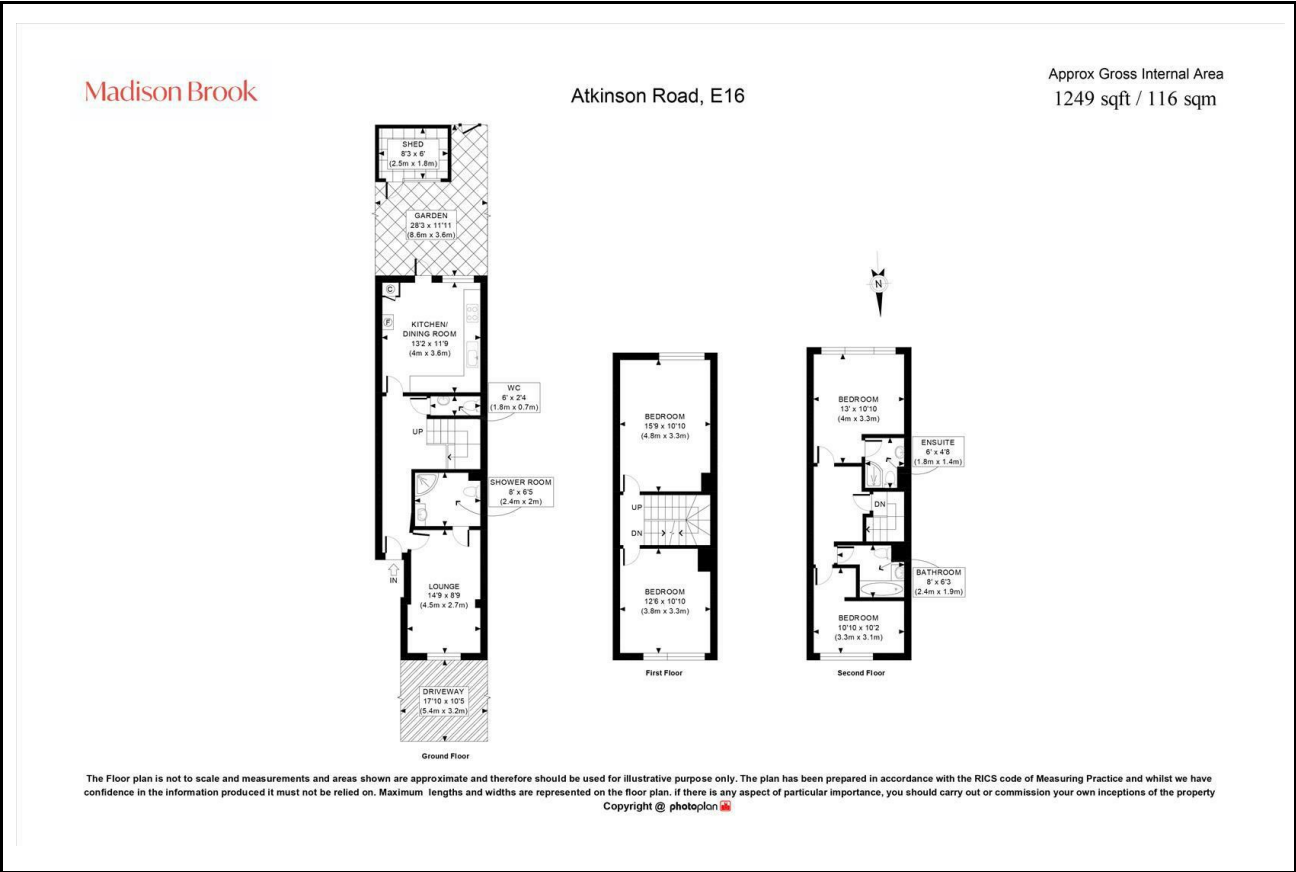 Madison Brook
Atkinson Road, E16
Approx Gross Internal Area
1249 sqft / 116 sqm
SHED
8'3 x 6'
(2.5m x 1.8m)
GARDEN
28'3 x 11'11
(8.6m x 3.6m)
C
F
KITCHEN/
DINING ROOM
13'2 x 11'9
(4m x 3.6m)
WC
6' x 2'4
(1.8m x 0.7m)
UP
SHOWER ROOM
8' x 6'5
(2.4m x 2m)
IN
LOUNGE
14'9 x 8'9
(4.5m x 2.7m)
DRIVEWAY
17'10 x 10'5
(5.4m x 3.2m)
Ground Floor
BEDROOM
15'9 x 10'10
(4.8m x 3.3m)
UP
DN
BEDROOM
12'6 x 10'10
(3.8m x 3.3m)
First Floor
N
BEDROOM
13' x 10'10
(4m x 3.3m)
ENSUITE
6' x 4'8
(1.8m x 1.4m)
DN
BATHROOM
8' x 6'3
(2.4m x 1.9m)
BEDROOM
10'10 x 10'2
(3.3m x 3.1m)
Second Floor
The Floor plan is not to scale and measurements and areas shown are approximate and therefore should be used for illustrative purpose only. The plan has been prepared in accordance with the RICS code of Measuring Practice and whilst we have
confidence in the information produced it must not be relied on. Maximum lengths and widths are represented on the floor plan. if there is any aspect of particular importance, you should carry out or commission your own inceptions of the property
Copyright @ photoplan